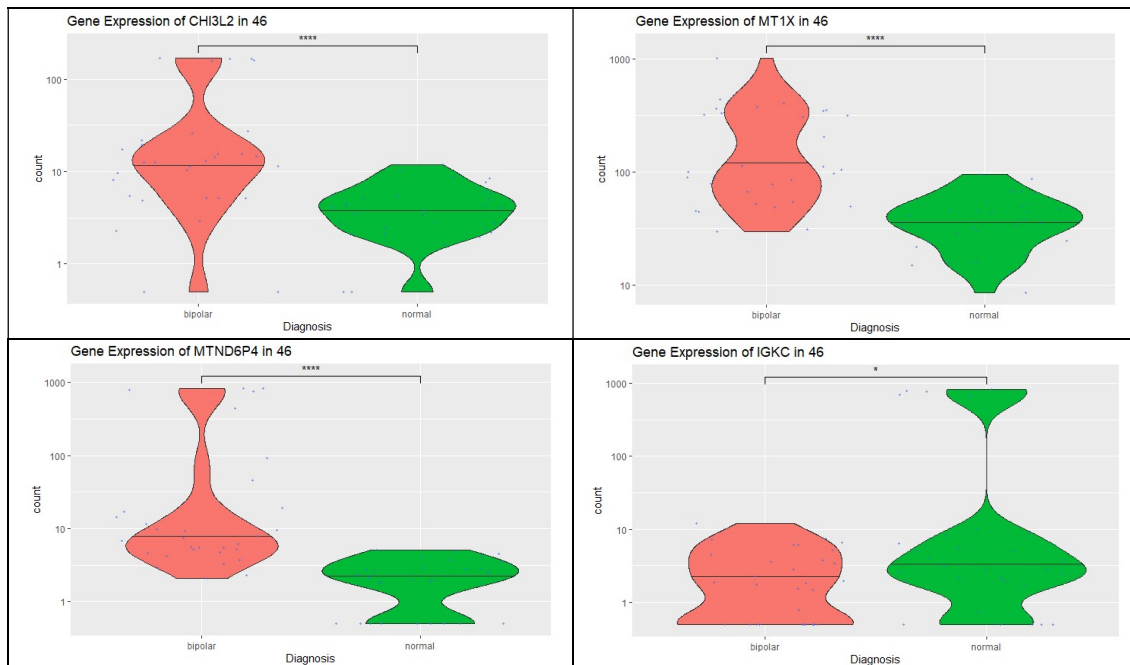 Gene Expression of CHI3L2 in 46
****
100
10
1
count
bipolar
normal
Diagnosis
Gene Expression of MT1X in 46
****
1000
100
10
count
bipolar
normal
Diagnosis
Gene Expression of MTND6P4 in 46
****
1000
100
10
1
count
bipolar
normal
Diagnosis
Gene Expression of IGKC in 46
*
1000
100
10
1
count
bipolar
normal
Diagnosis